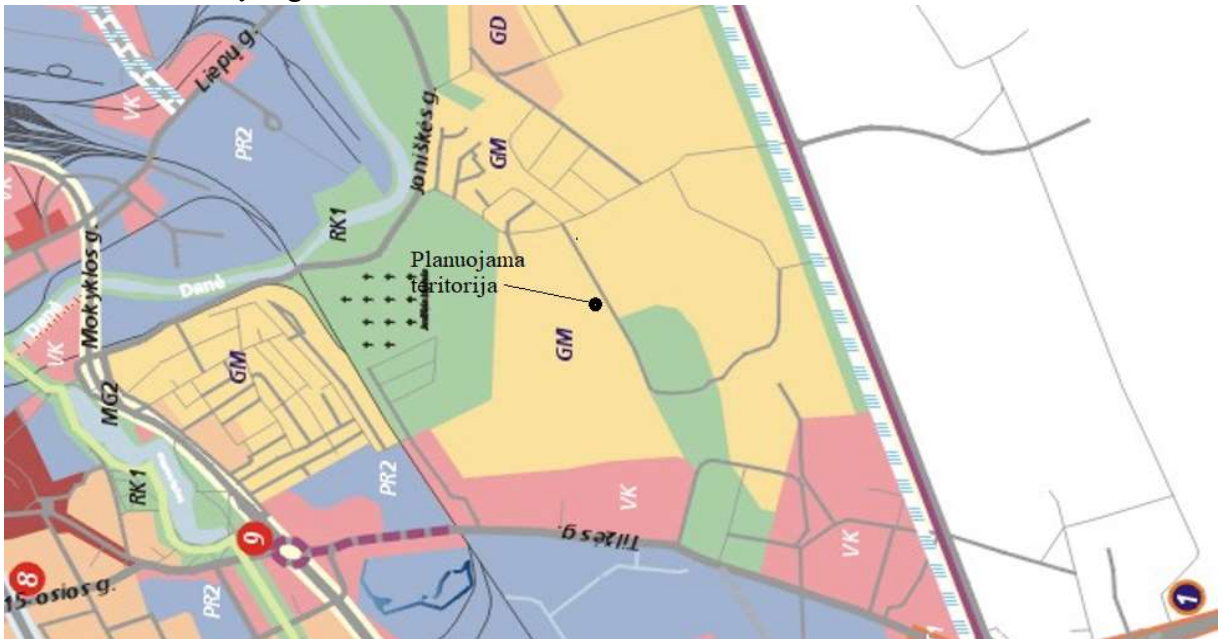 GD
Liepų g.
VK
PR2
Joniškės g.
GM
VK
RK1
Mokyklos g.
Planuojama
teritorija
Danė
VK
GM
GM
MG2
PR2
VK
RK1
VK
Tilžės g.
9
8
15-osios g.
PR2
1